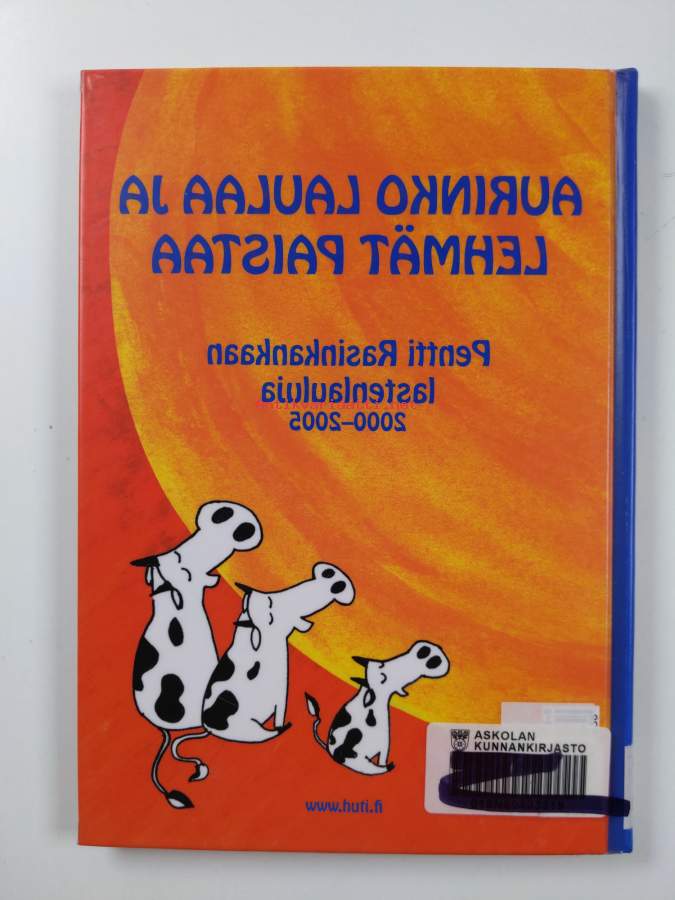 AURINKO LAULAA JA
LEHMÄT PAISTAA
Pentti Rasinkankaan
lastenlauluja
2000–2005
ASKOLAN
KUNNANKIRJASTO
www.huti.fi